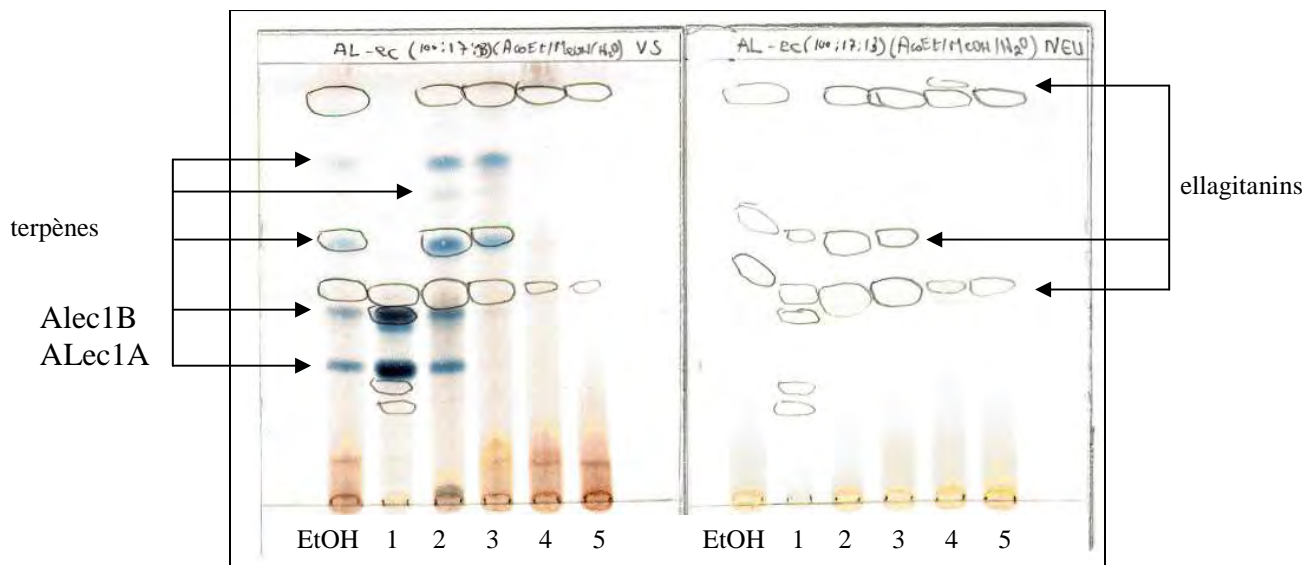 AL-ec (100:17:13) (AcoEt/MeOH/H₂O) VS
AL-ec (100:17:13) (AcoEt/MeOH/H₂O) NEU
terpènes
Alec1B
ALec1A
ellagitanins
EtOH 1 2 3 4 5
EtOH 1 2 3 4 5